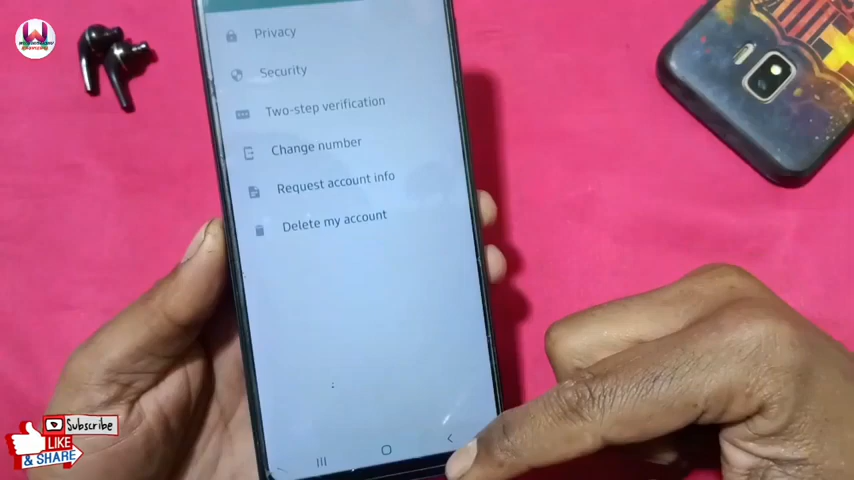 Privacy
Security
Two-step verification
Change number
Request account info
Delete my account
Subscribe
LIKE
& SHARE